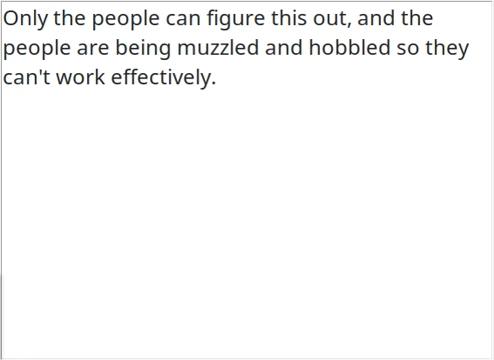 Only the people can figure this out, and the
people are being muzzled and hobbled so they
can't work effectively.